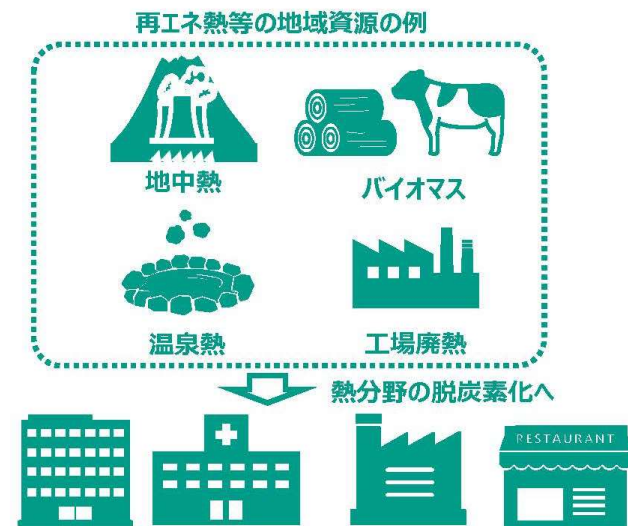 再エネ熱等の地域資源の例
地中熱
バイオマス
温泉熱
工場廃熱
熱分野の脱炭素化へ
RESTAURANT